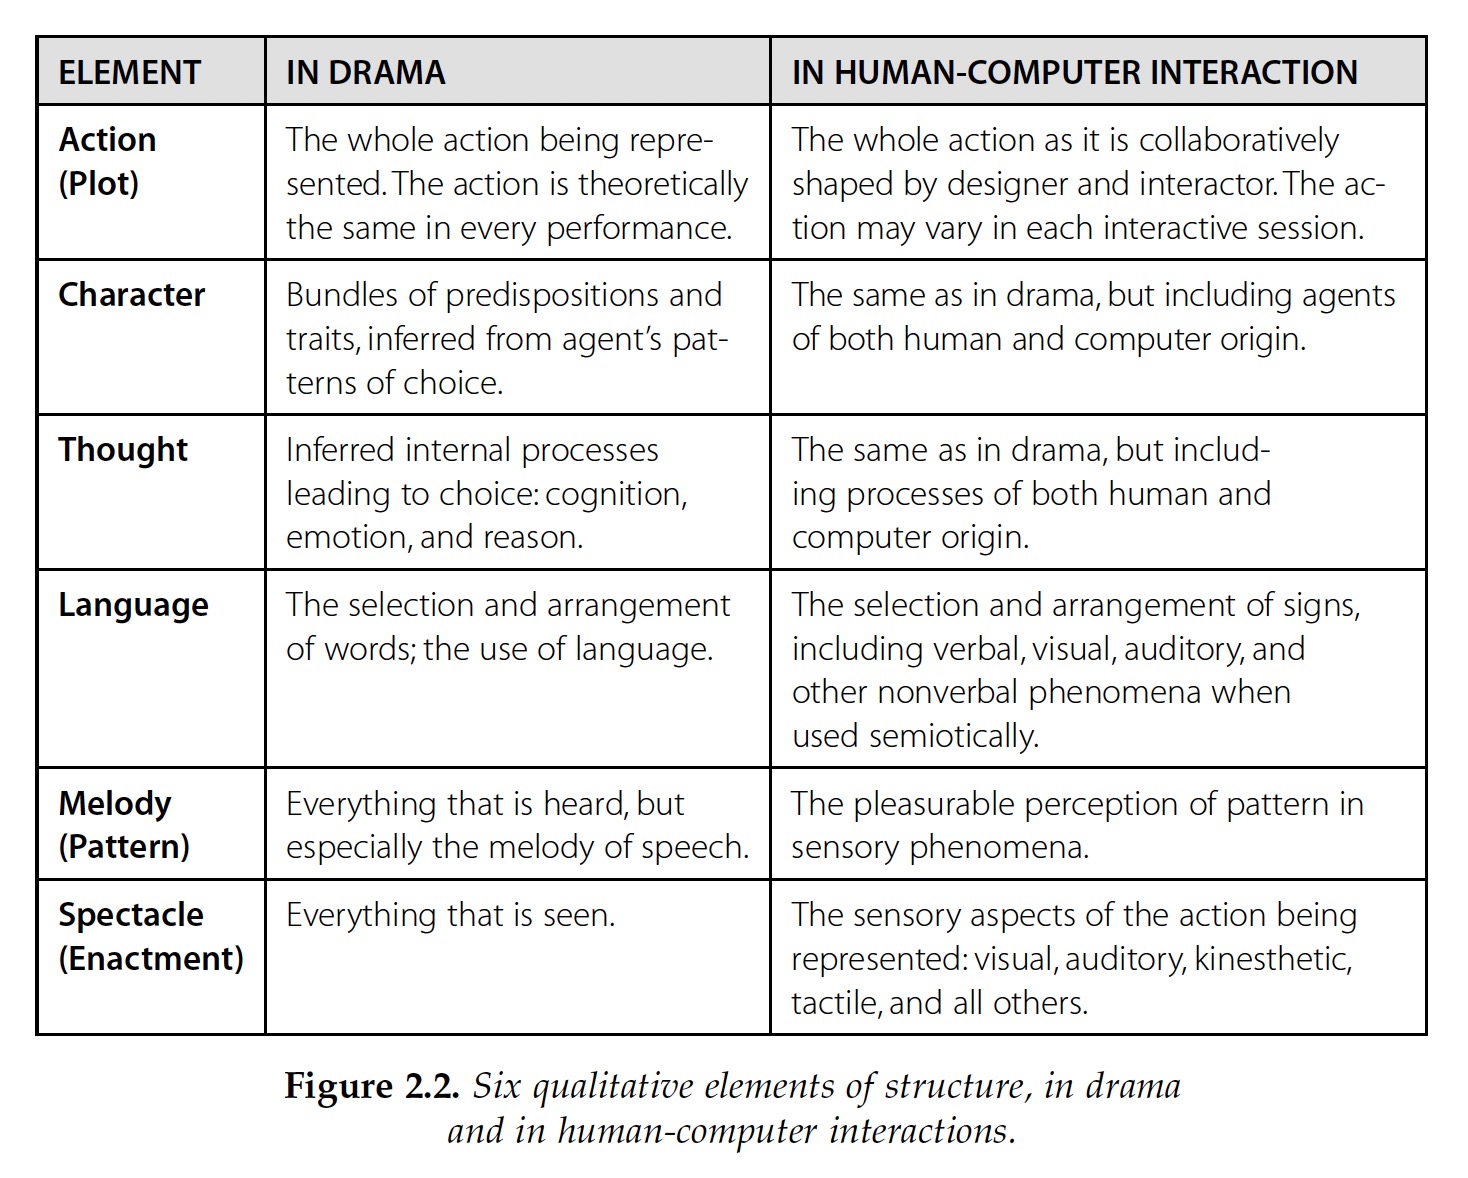 ELEMENT
IN DRAMA
IN HUMAN-COMPUTER INTERACTION
Action
(Plot)
The whole action being repre-
sented. The action is theoretically
the same in every performance.
The whole action as it is collaboratively
shaped by designer and interactor. The ac-
tion may vary in each interactive session.
Character
Bundles of predispositions and
traits, inferred from agent's pat-
terns of choice.
The same as in drama, but including agents
of both human and computer origin.
Thought
Inferred internal processes
leading to choice: cognition,
emotion, and reason.
The same as in drama, but includ-
ing processes of both human and
computer origin.
Language
The selection and arrangement
of words; the use of language.
The selection and arrangement of signs,
including verbal, visual, auditory, and
other nonverbal phenomena when
used semiotically.
Melody
(Pattern)
Everything that is heard, but
especially the melody of speech.
The pleasurable perception of pattern in
sensory phenomena.
Spectacle
(Enactment)
Everything that is seen.
The sensory aspects of the action being
represented: visual, auditory, kinesthetic,
tactile, and all others.
Figure 2.2. Six qualitative elements of structure, in drama
and in human-computer interactions.